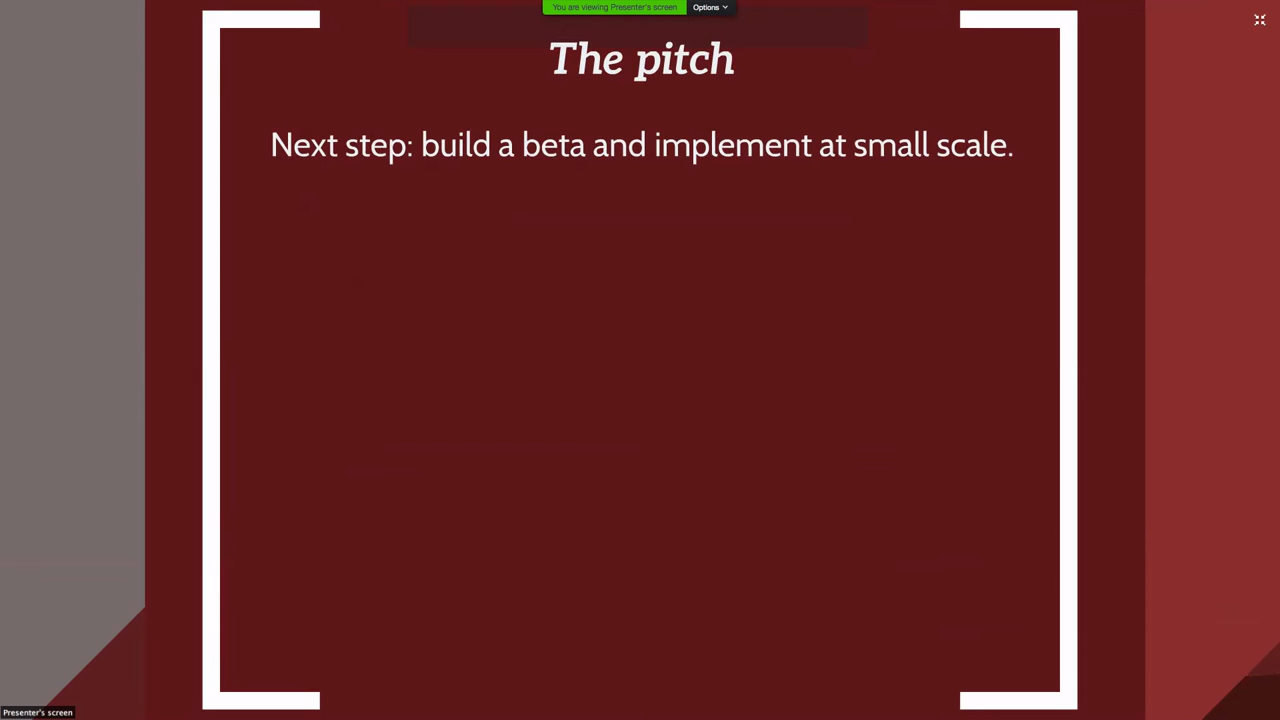 You are viewing Presenter's screen Options
The pitch
Next step: build a beta and implement at small scale.
Presenter's screen